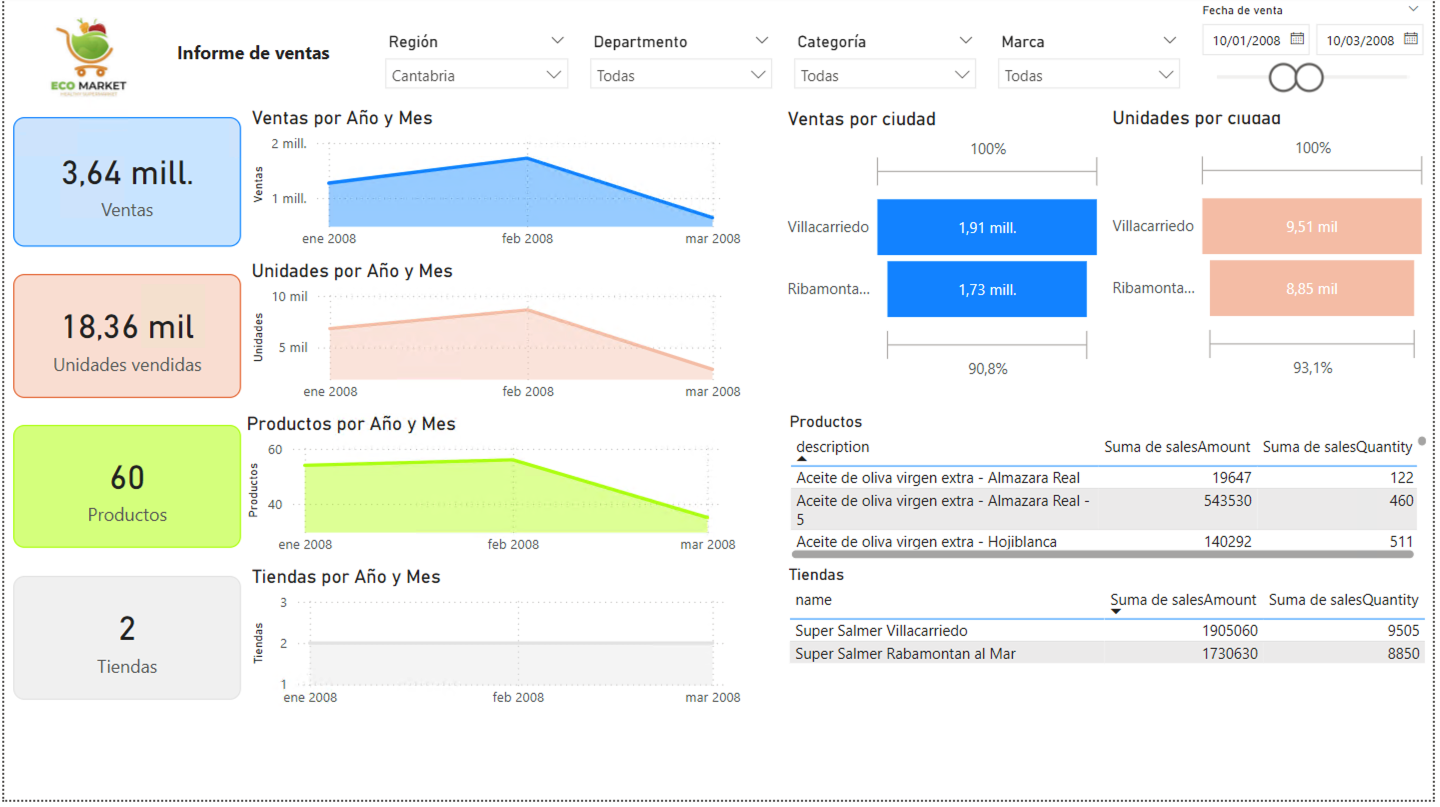 ECO MARKET
HEALTHY SUPERMARKET
Informe de ventas
Región
Cantabria
Departmento
Todas
Categoría
Todas
Marca
Todas
Fecha de venta
10/01/2008
10/03/2008
3,64 mill.
Ventas
18,36 mil
Unidades vendidas
60
Productos
2
Tiendas
Ventas por Año y Mes
Ventas
2 mill.
1 mill.
ene 2008
feb 2008
mar 2008
Unidades por Año y Mes
Unidades
10 mil
5 mil
ene 2008
feb 2008
mar 2008
Productos por Año y Mes
Productos
60
40
ene 2008
feb 2008
mar 2008
Tiendas por Año y Mes
Tiendas
3
2
1
ene 2008
feb 2008
mar 2008
Ventas por ciudad
100%
Villacarriedo
1,91 mill.
Ribamonta...
1,73 mill.
90,8%
Unidades por ciudad
100%
Villacarriedo
9,51 mil
Ribamonta...
8,85 mil
93,1%
Productos
description Suma de salesAmount Suma de salesQuantity
Aceite de oliva virgen extra - Almazara Real 19647 122
Aceite de oliva virgen extra - Almazara Real - 543530 460
5
Aceite de oliva virgen extra - Hojiblanca 140292 511
Tiendas
name Suma de salesAmount Suma de salesQuantity
Super Salmer Villacarriedo 1905060 9505
Super Salmer Rabamontan al Mar 1730630 8850